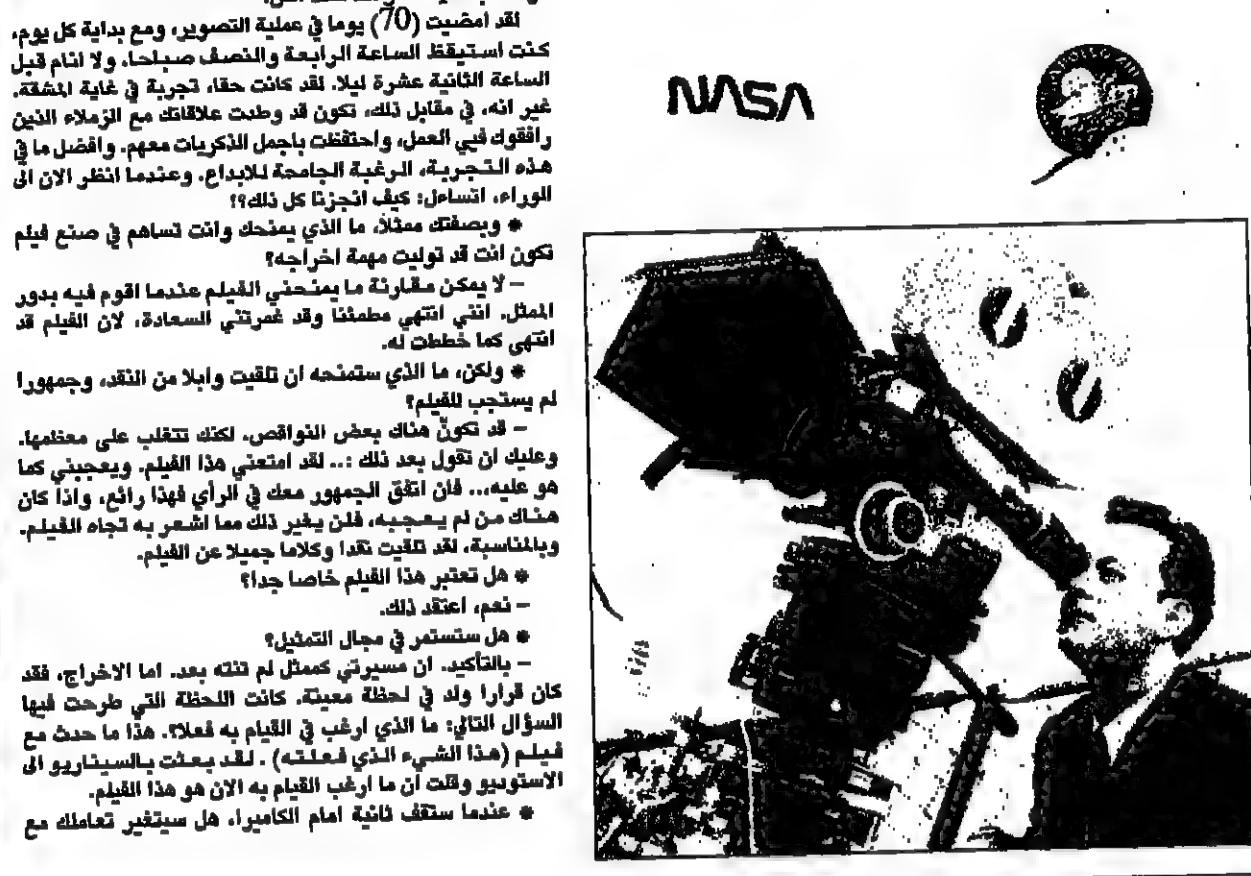 لقد امضيت (70) يوما في عملية التصوير، ومع بداية كل يوم،
كنت استيقظ الساعة الرابعة والنصف صباحا. ولا انام قبل
الساعة الثانية عشرة ليلا. لقد كانت حقا، تجربة في غاية المشقة.
غير انه، في مقابل ذلك، تكون قد وطدت علاقاتك مع الزملاء الذين
رافقوك فيي العمل، واحتفظت باجمل الذكريات معهم. وافضل ما في
هذه التجربة، الرغبة الجامحة للابداع. وعندما انظر الان الى
الوراء، اتساءل: كيف انجزنا كل ذلك؟!
* وبصفتك ممثلاً، ما الذي يمنحك وانت تساهم في صنع فيلم
تكون انت قد توليت مهمة اخراجه؟
– لا يمكن مقارنة ما يمنحني الفيلم عندما اقوم فيه بدور
الممثل. انني انتهي مطمئنا وقد غمرتني السعادة، لان الفيلم قد
انتهى كما خططت له.
* ولكن، ما الذي ستمنحه ان تلقيت وابلا من النقد، وجمهورا
لم يستجب للفيلم؟
– قد تكون هناك بعض النواقص، لكنك تتغلب على معظمها.
وعليك ان تقول بعد ذلك :.. لقد امتعني هذا الفيلم. ويعجبني كما
هو عليه... فان اتفق الجمهور معك في الرأي فهذا رائع، واذا كان
هناك من لم يعجبه، فلن يغير ذلك مما اشعر به تجاه الفيلم.
وبالمناسبة، لقد تلقيت نقدا وكلاما جميلا عن الفيلم.
* هل تعتبر هذا الفيلم خاصا جدا؟
– نعم، اعتقد ذلك.
* هل ستستمر في مجال التمثيل؟
– بالتأكيد. ان مسيرتي كممثل لم تنته بعد. اما الاخراج، فقد
كان قرارا ولد في لحظة معينة. كانت اللحظة التي طرحت فيها
السؤال التالي: ما الذي ارغب في القيام به فعلا؟. هذا ما حدث مع
فيلم (هذا الشيء الذي فعلته) . لقد بعثت بالسيناريو الى
الاستوديو وقلت ان ما ارغب القيام به الان هو هذا الفيلم.
* عندما ستقف ثانية امام الكاميرا، هل سيتغير تعاملك مع
NASA